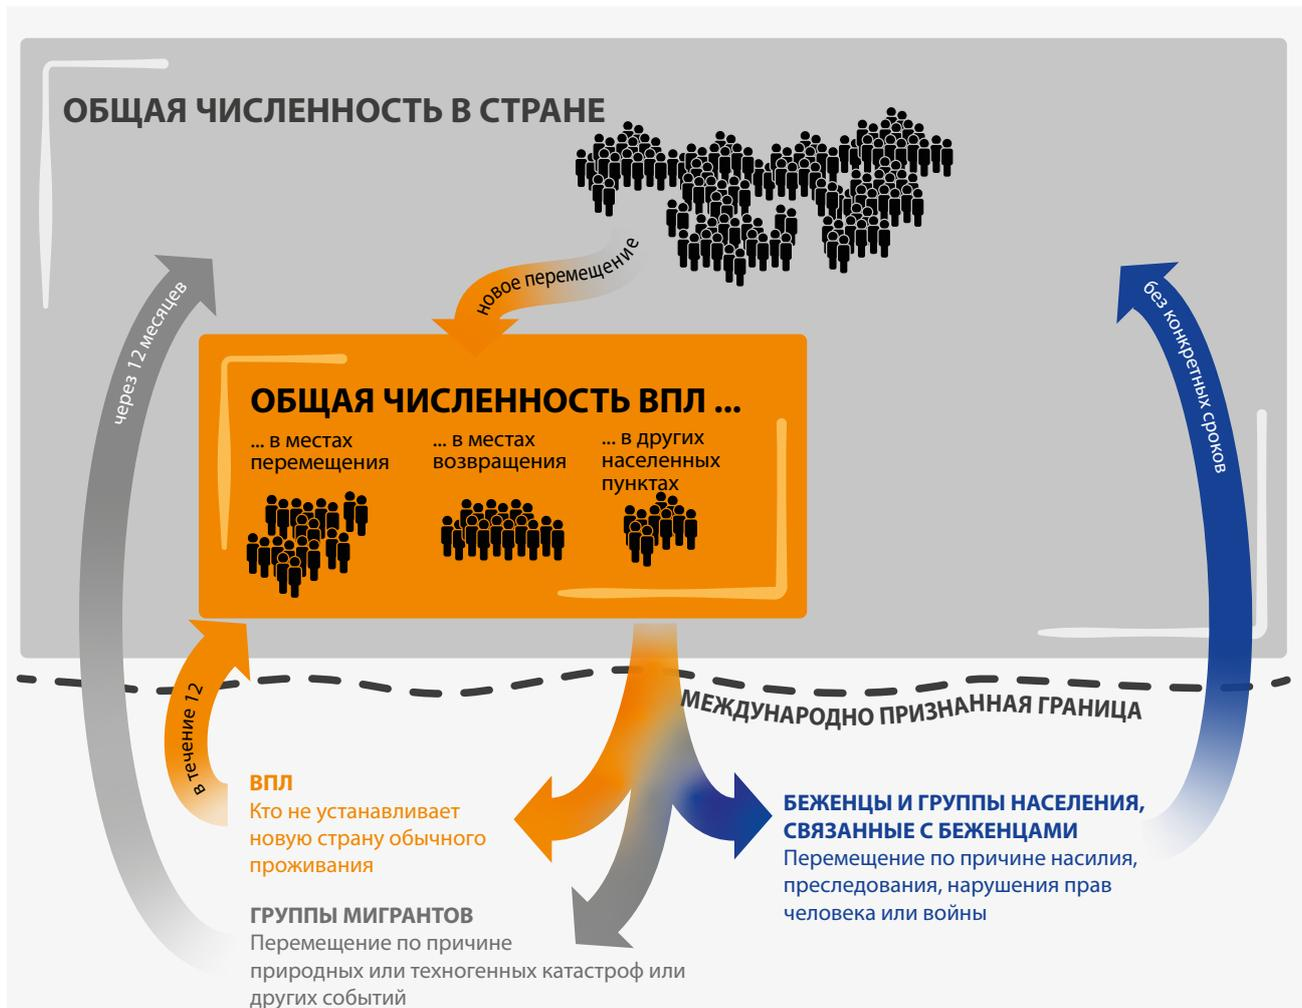 ОБЩАЯ ЧИСЛЕННОСТЬ В СТРАНЕ
новое перемещение
через 12 месяцев
без конкретных сроков
ОБЩАЯ ЧИСЛЕННОСТЬ ВПЛ ...
... в местах
перемещения
... в местах
возвращения
... в других
населенных
пунктах
в течение 12
МЕЖДУНАРОДНО ПРИЗНАННАЯ ГРАНИЦА
ВПЛ
Кто не устанавливает
новую страну обычного
проживания
БЕЖЕНЦЫ И ГРУППЫ НАСЕЛЕНИЯ,
СВЯЗАННЫЕ С БЕЖЕНЦАМИ
Перемещение по причине насилия,
преследования, нарушения прав
человека или войны
ГРУППЫ МИГРАНТОВ
Перемещение по причине
природных или техногенных катастроф или
других событий